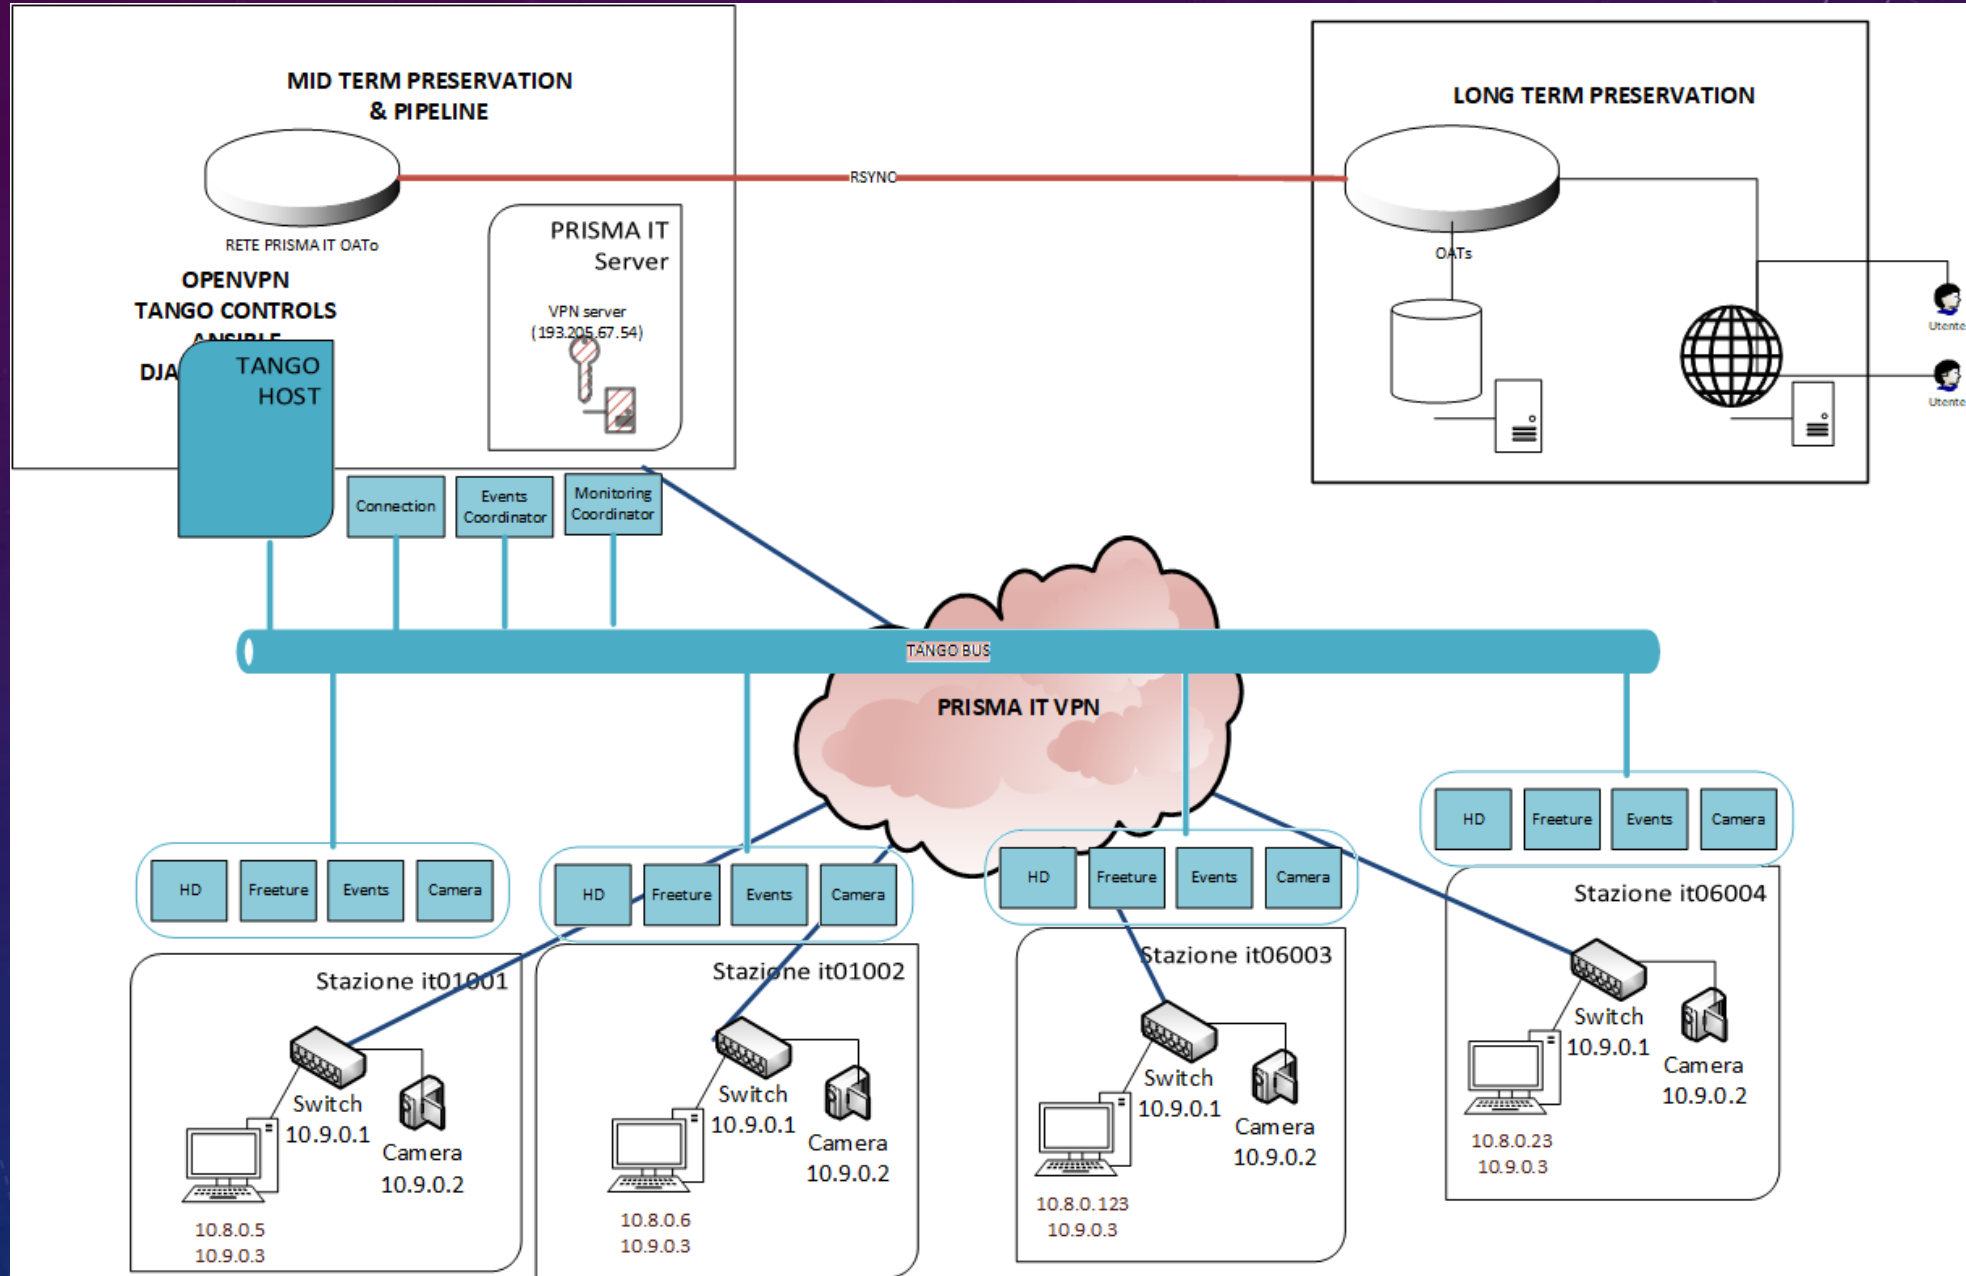 MID TERM PRESERVATION
& PIPELINE
RETE PRISMA IT OATo
OPENVPN
TANGO CONTROLS
ANSIBLE
DJA
TANGO
HOST
PRISMA IT
Server
VPN server
(193.205.67.54)
RSYNC
LONG TERM PRESERVATION
OATs
Utente
Utente
Connection
Events
Coordinator
Monitoring
Coordinator
TANGO BUS
PRISMA IT VPN
HD
Freeture
Events
Camera
Stazione it01001
Switch
10.9.0.1
Camera
10.9.0.2
10.8.0.5
10.9.0.3
HD
Freeture
Events
Camera
Stazione it01002
Switch
10.9.0.1
Camera
10.9.0.2
10.8.0.6
10.9.0.3
HD
Freeture
Events
Camera
Stazione it06003
Switch
10.9.0.1
Camera
10.9.0.2
10.8.0.123
10.9.0.3
HD
Freeture
Events
Camera
Stazione it06004
Switch
10.9.0.1
Camera
10.9.0.2
10.8.0.23
10.9.0.3